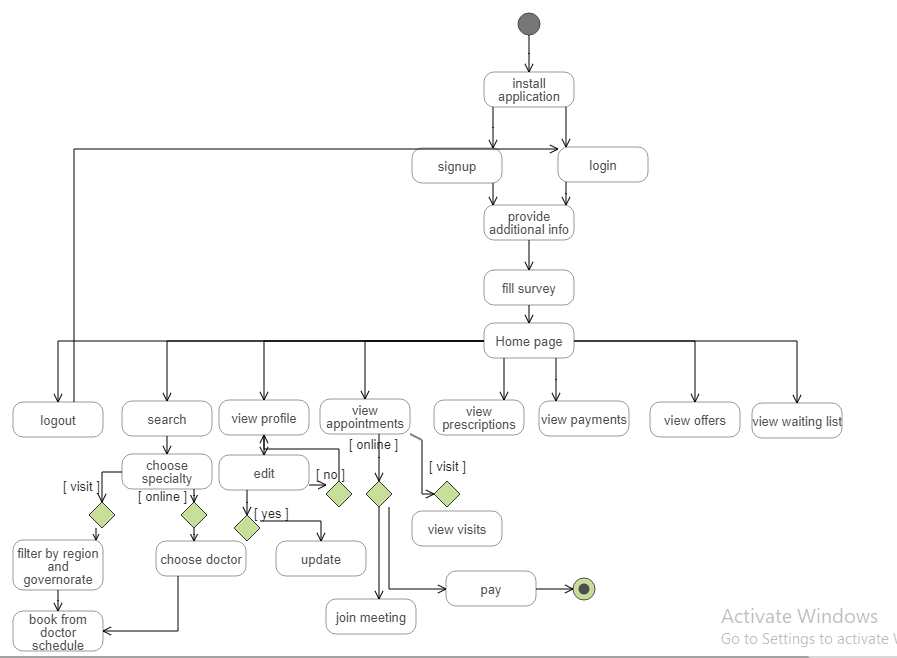 install
application
signup
login
provide
additional info
fill survey
Home page
logout
search
view profile
view
appointments
view
prescriptions
view payments
view offers
view waiting list
[ online ]
choose
specialty
edit
[ no ]
[ visit ]
[ visit ]
[ online ]
[ yes ]
view visits
filter by region
and
governorate
choose doctor
update
pay
join meeting
book from
doctor
schedule
Activate Windows
Go to Settings to activate W